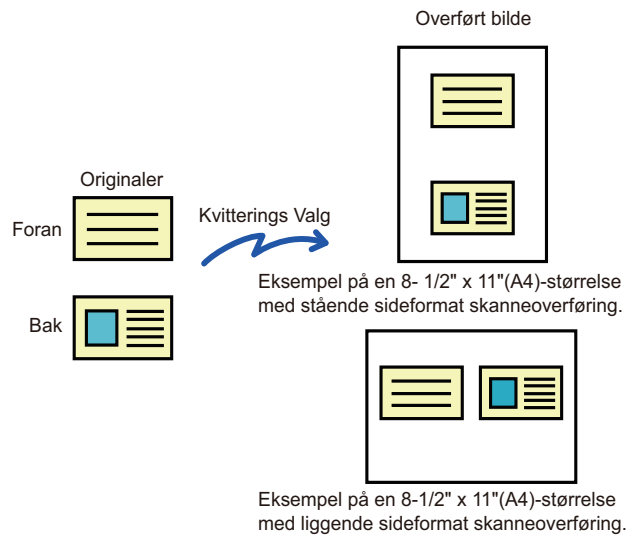 Overført bilde
Originaler
Foran
Kvitterings Valg
Bak
Eksempel på en 8- 1/2" x 11"(A4)-størrelse
med stående sideformat skanneoverføring.
Eksempel på en 8-1/2" x 11"(A4)-størrelse
med liggende sideformat skanneoverføring.